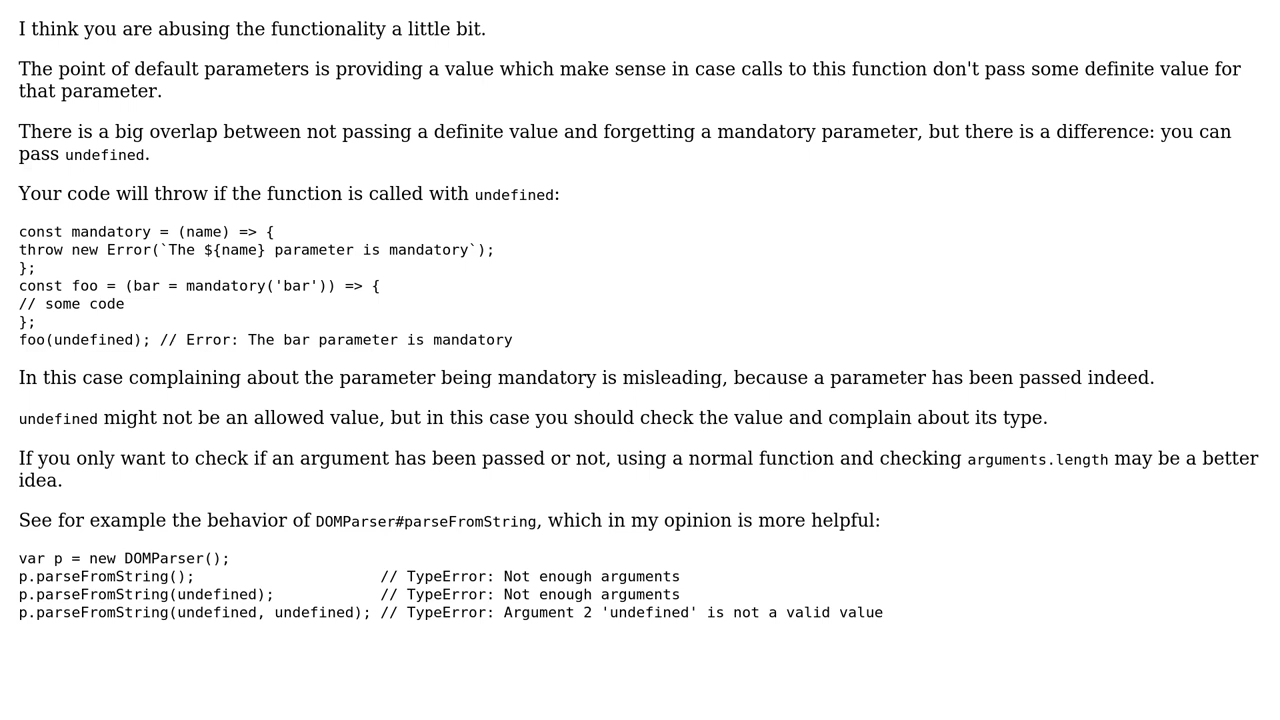 I think you are abusing the functionality a little bit.
The point of default parameters is providing a value which make sense in case calls to this function don't pass some definite value for
that parameter.
There is a big overlap between not passing a definite value and forgetting a mandatory parameter, but there is a difference: you can
pass undefined.
Your code will throw if the function is called with undefined:
const mandatory = (name) => {
throw new Error(`The ${name} parameter is mandatory`);
};
const foo = (bar = mandatory('bar')) => {
// some code
};
foo(undefined); // Error: The bar parameter is mandatory
In this case complaining about the parameter being mandatory is misleading, because a parameter has been passed indeed.
undefined might not be an allowed value, but in this case you should check the value and complain about its type.
If you only want to check if an argument has been passed or not, using a normal function and checking arguments.length may be a better
idea.
See for example the behavior of DOMParser#parseFromString, which in my opinion is more helpful:
var p = new DOMParser();
p.parseFromString();                     // TypeError: Not enough arguments
p.parseFromString(undefined);            // TypeError: Not enough arguments
p.parseFromString(undefined, undefined); // TypeError: Argument 2 'undefined' is not a valid value